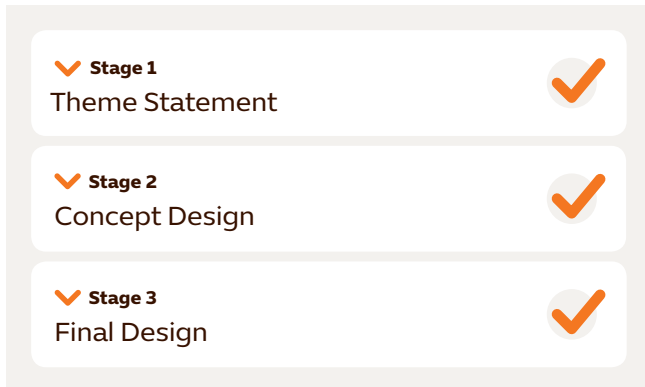 Stage 1
Theme Statement
Stage 2
Concept Design
Stage 3
Final Design